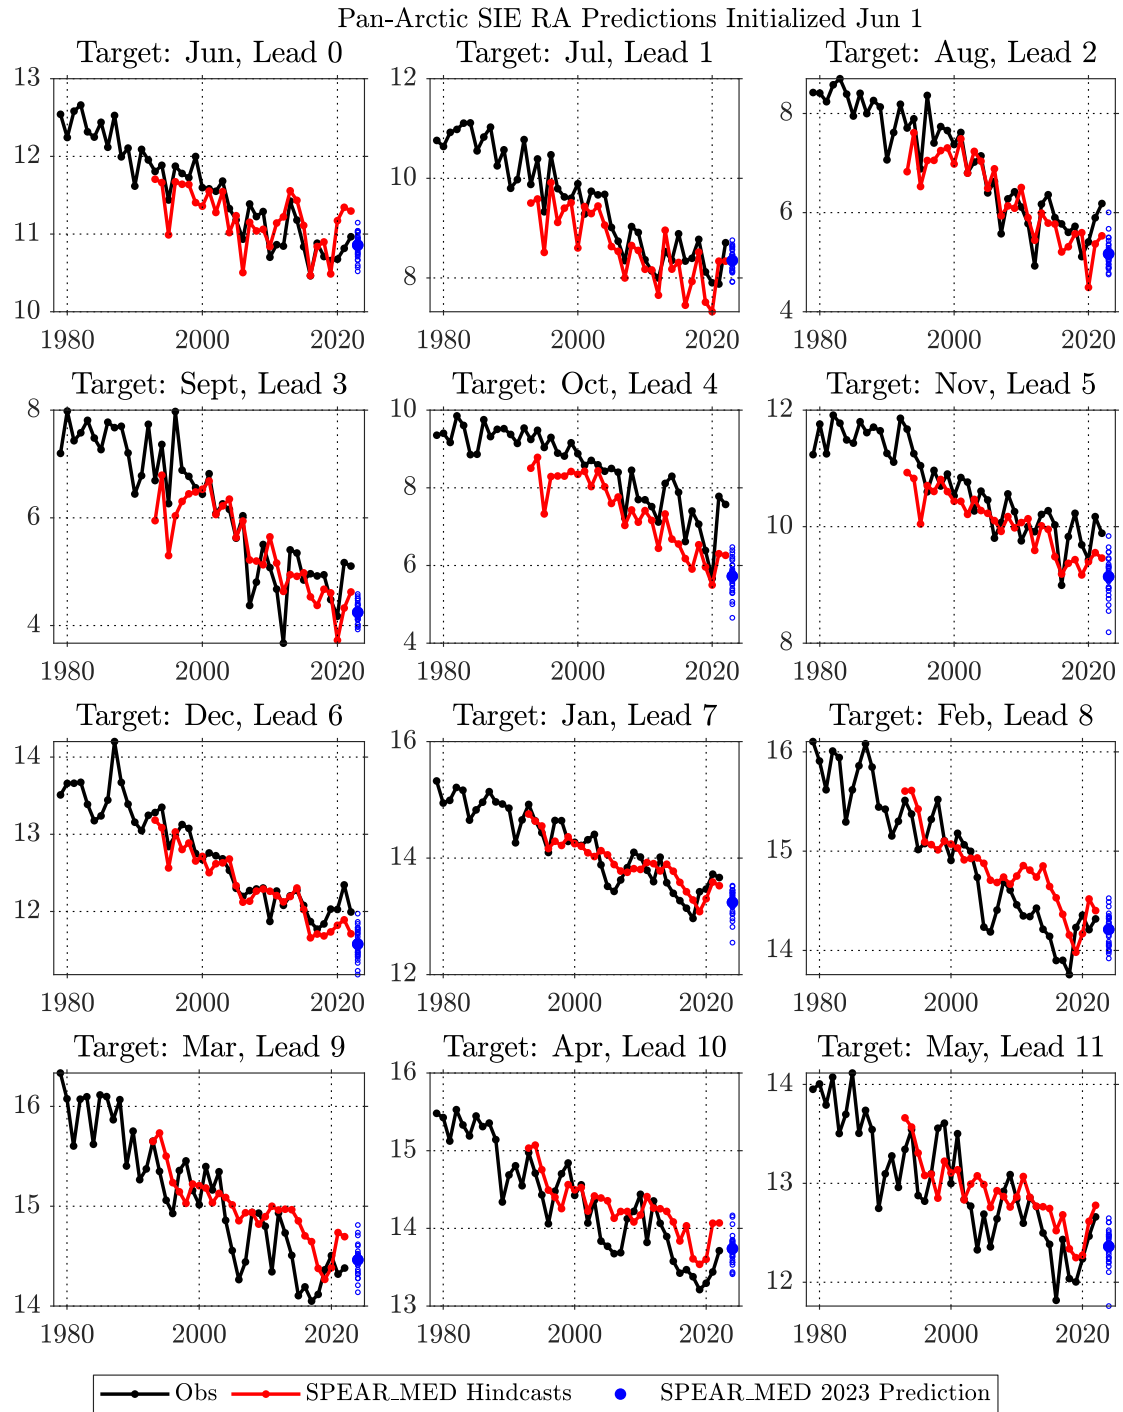 Pan-Arctic SIE RA Predictions Initialized Jun 1
Target: Jun, Lead 0
Target: Jul, Lead 1
Target: Aug, Lead 2
13
12
11
10
1980 2000 2020
12
10
8
1980 2000 2020
8
6
4
1980 2000 2020
Target: Sept, Lead 3
Target: Oct, Lead 4
Target: Nov, Lead 5
8
6
4
1980 2000 2020
10
8
6
4
1980 2000 2020
12
10
8
1980 2000 2020
Target: Dec, Lead 6
Target: Jan, Lead 7
Target: Feb, Lead 8
14
13
12
1980 2000 2020
16
14
12
1980 2000 2020
16
15
14
1980 2000 2020
Target: Mar, Lead 9
Target: Apr, Lead 10
Target: May, Lead 11
16
15
14
1980 2000 2020
16
15
14
13
1980 2000 2020
14
13
12
1980 2000 2020
Obs SPEAR_MED Hindcasts SPEAR_MED 2023 Prediction